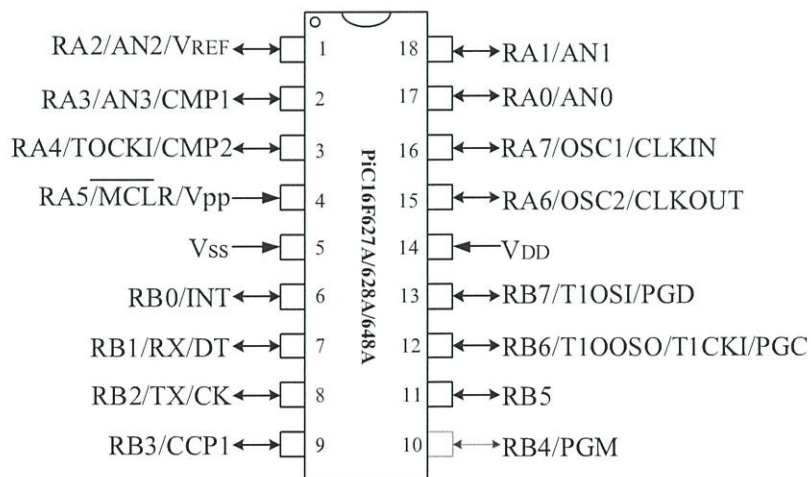 RA2/AN2/VREF 1 18 RA1/AN1
RA3/AN3/CMP1 2 17 RA0/AN0
RA4/TOCKI/CMP2 3 16 RA7/OSC1/CLKIN
RA5/MCLR/Vpp 4 15 RA6/OSC2/CLKOUT
VSS 5 14 VDD
RB0/INT 6 13 RB7/T1OSI/PGD
RB1/RX/DT 7 12 RB6/T1OOSO/T1CKI/PGC
RB2/TX/CK 8 11 RB5
RB3/CCP1 9 10 RB4/PGM
PiC16F627A/628A/648A